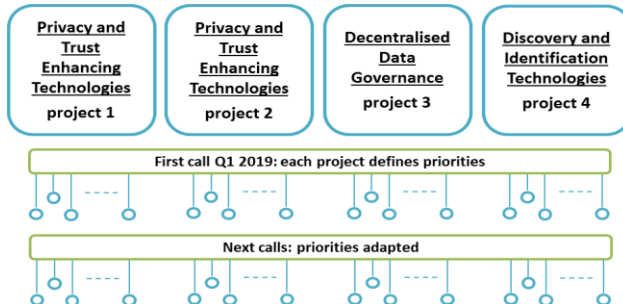 Privacy and
Trust
Enhancing
Technologies
project 1
Privacy and
Trust
Enhancing
Technologies
project 2
Decentralised
Data
Governance
project 3
Discovery and
Identification
Technologies
project 4
First call Q1 2019: each project defines priorities
Next calls: priorities adapted